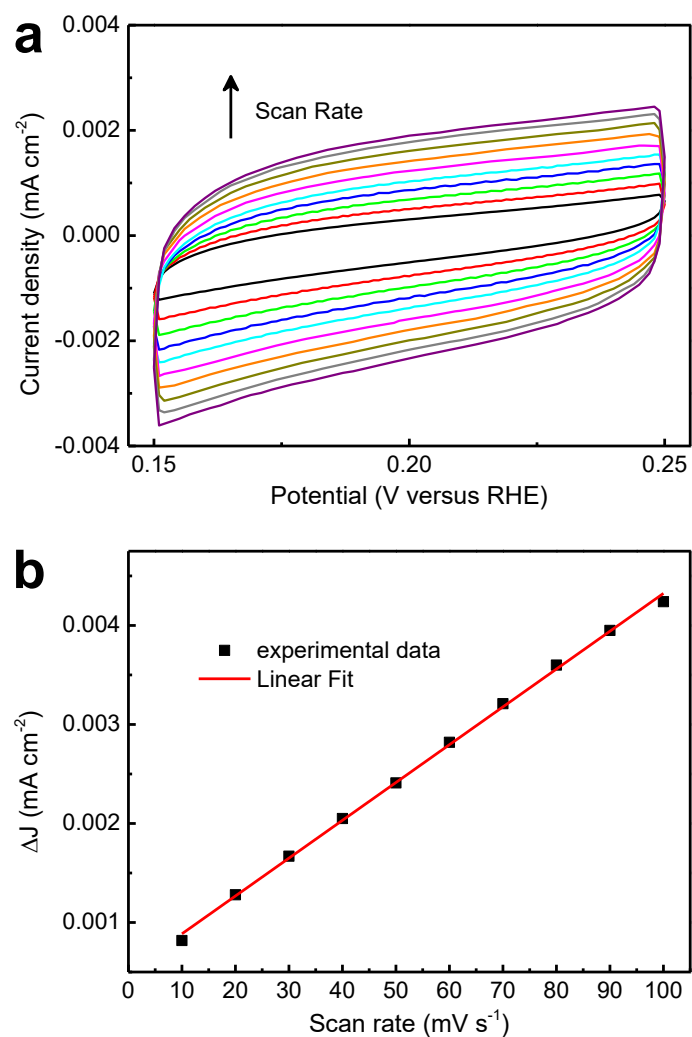 a
0.004
0.002
0.000
-0.002
-0.004
Current density (mA cm⁻²)
Scan Rate
0.15 0.20 0.25
Potential (V versus RHE)
b
0.004
0.003
0.002
0.001
ΔJ (mA cm⁻²)
experimental data
Linear Fit
0 10 20 30 40 50 60 70 80 90 100
Scan rate (mV s⁻¹)